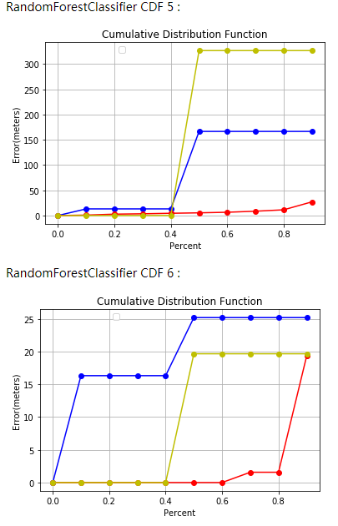 RandomForestClassifier CDF 5 :
Cumulative Distribution Function
Error(meters)
300
250
200
150
100
50
0
0.0 0.2 0.4 0.6 0.8
Percent
RandomForestClassifier CDF 6 :
Cumulative Distribution Function
Error(meters)
25
20
15
10
5
0
0.0 0.2 0.4 0.6 0.8
Percent